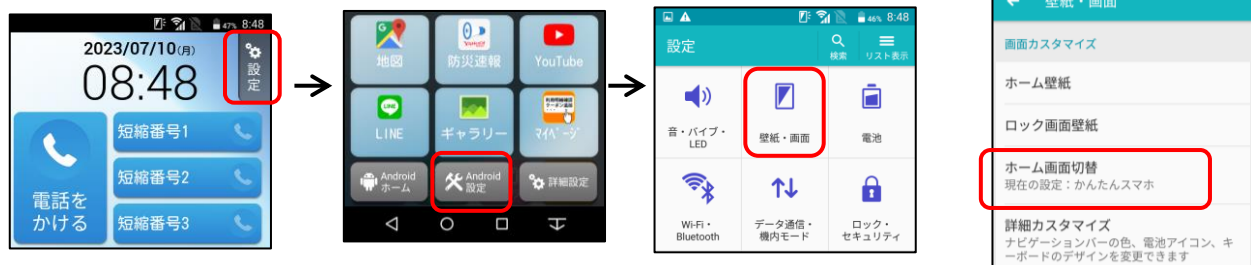 47% 8:48
2023/07/10(月)
08:48
設定
短縮番号1
短縮番号2
短縮番号3
電話を
かける
地図
防災速報
YouTube
LINE
ギャラリー
マイページ
Android
ホーム
Android
設定
詳細設定
46% 8:48
設定
検索
リスト表示
音・バイブ・
LED
壁紙・画面
電池
Wi-Fi・
Bluetooth
データ通信・
機内モード
ロック・
セキュリティ
壁紙・画面
画面カスタマイズ
ホーム壁紙
ロック画面壁紙
ホーム画面切替
現在の設定：かんたんスマホ
詳細カスタマイズ
ナビゲーションバーの色、電池アイコン、キ
ーボードのデザインを変更できます